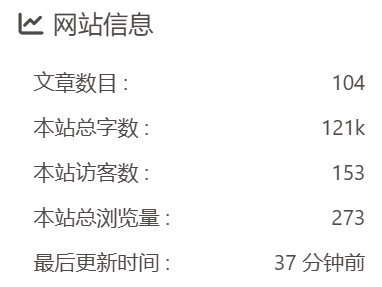 网站信息
文章数目 : 104
本站总字数 : 121k
本站访客数 : 153
本站总浏览量 : 273
最后更新时间 : 37 分钟前